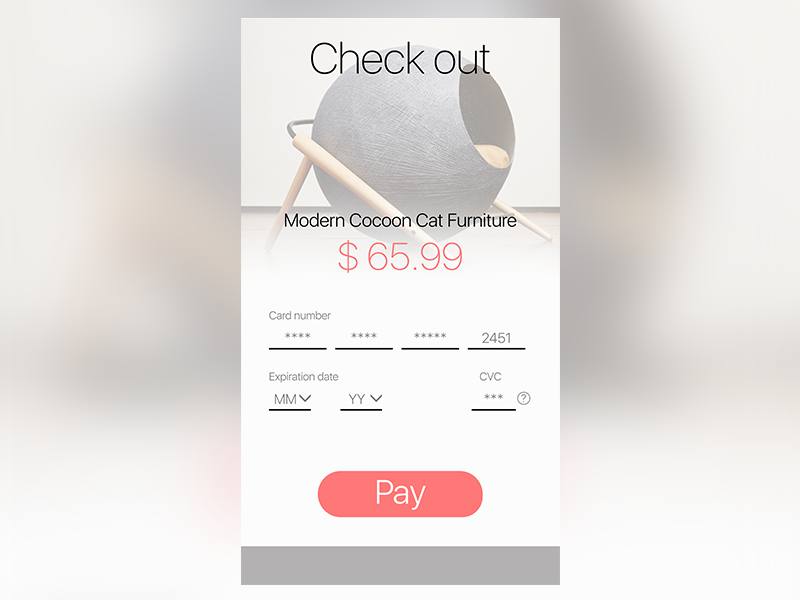 Check out
Modern Cocoon Cat Furniture
$ 65.99
Card number
**** **** ***** 2451
Expiration date CVC
MM YY *** ?
Pay